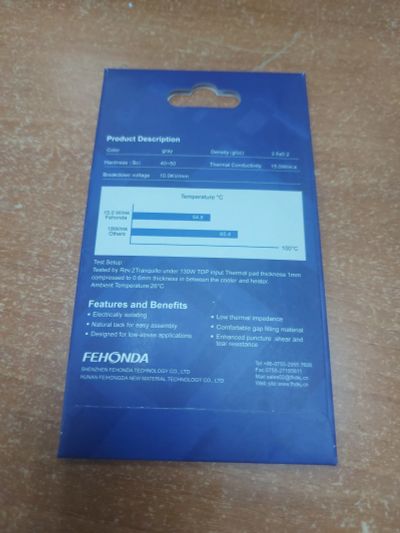 Product Description
Color gray Density (g/cc)
Hardness (Sc) 40~50 Thermal Conductivity
Breakdown voltage
Temperature °C
Fehonda
Others
100°C
Test Setup
Tested by Rev.2Tranquillo under 130W TDP input Thermal pad thickness 1mm
compressed to 0.6mm thickness in between the cooler and heater.
Ambient Temperature
Features and Benefits
• Electrically isolating
• Natural tack for easy assembly
• Designed for low-stress applications
• Low thermal impedance
• Comfortable gap filling material
• Enhanced puncture, shear and
tear resistance
FEHONDA
SHENZHEN FEHONDA TECHNOLOGY CO., LTD
HUNAN FEHONGDA NEW MATERIAL TECHNOLOGY CO., LTD